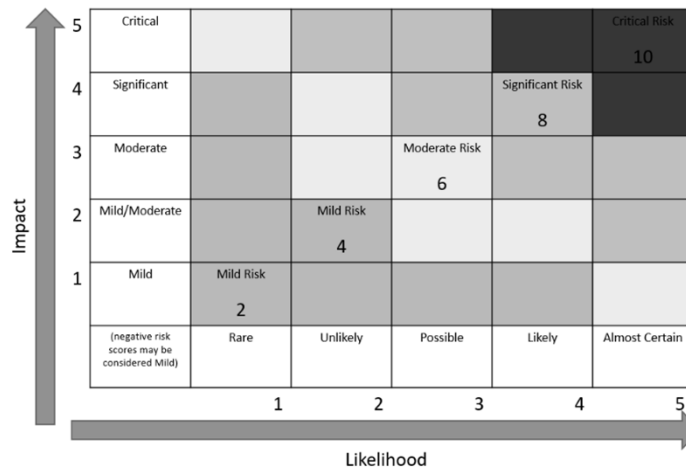 5
Critical
Critical Risk
10
4
Significant
Significant Risk
8
3
Moderate
Moderate Risk
6
2
Mild/Moderate
Mild Risk
4
1
Mild
Mild Risk
2
(negative risk
scores may be
considered Mild)
Rare
Unlikely
Possible
Likely
Almost Certain
1
2
3
4
5
Impact
Likelihood